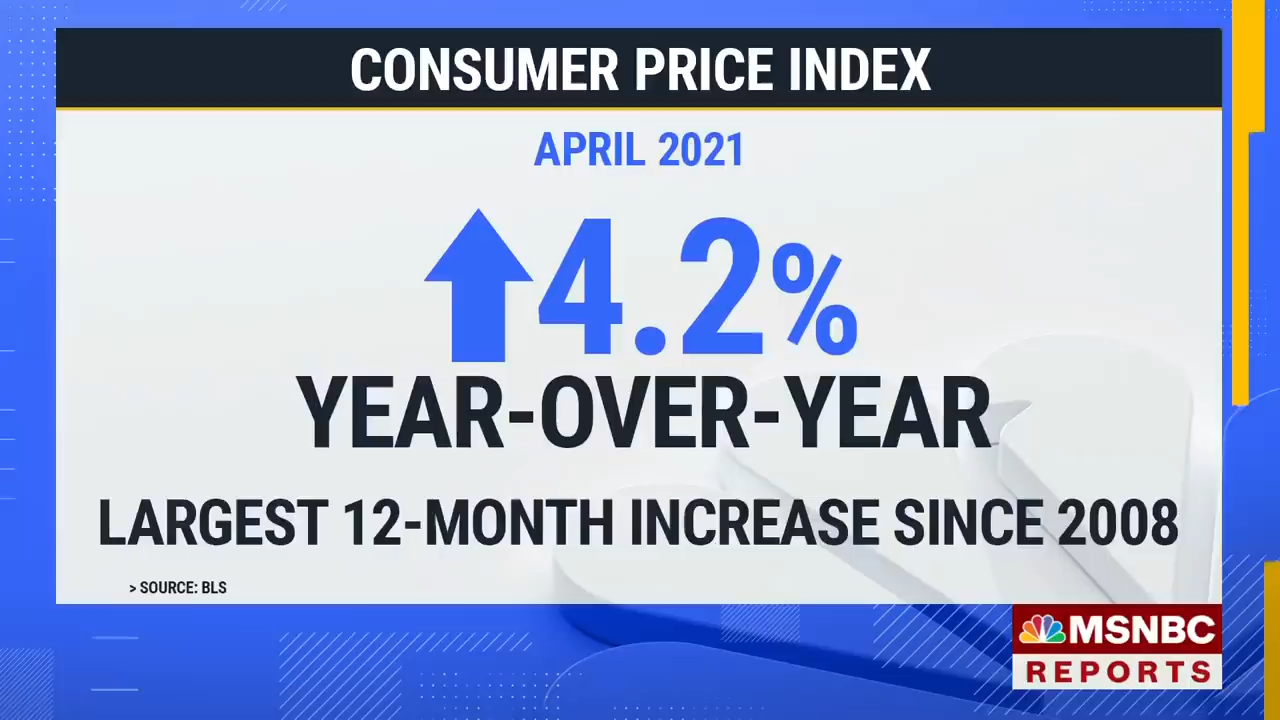 CONSUMER PRICE INDEX
APRIL 2021
4.2%
YEAR-OVER-YEAR
LARGEST 12-MONTH INCREASE SINCE 2008
> SOURCE: BLS
MSNBC
REPORTS